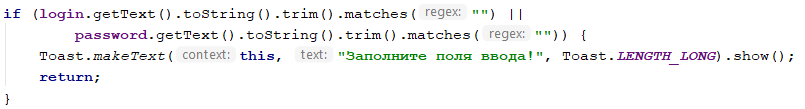 if (login.getText().toString().trim().matches( regex: "") ||
password.getText().toString().trim().matches( regex: "")) {
Toast.makeText( context: this, text: "Заполните поля ввода!", Toast.LENGTH_LONG).show();
return;
}